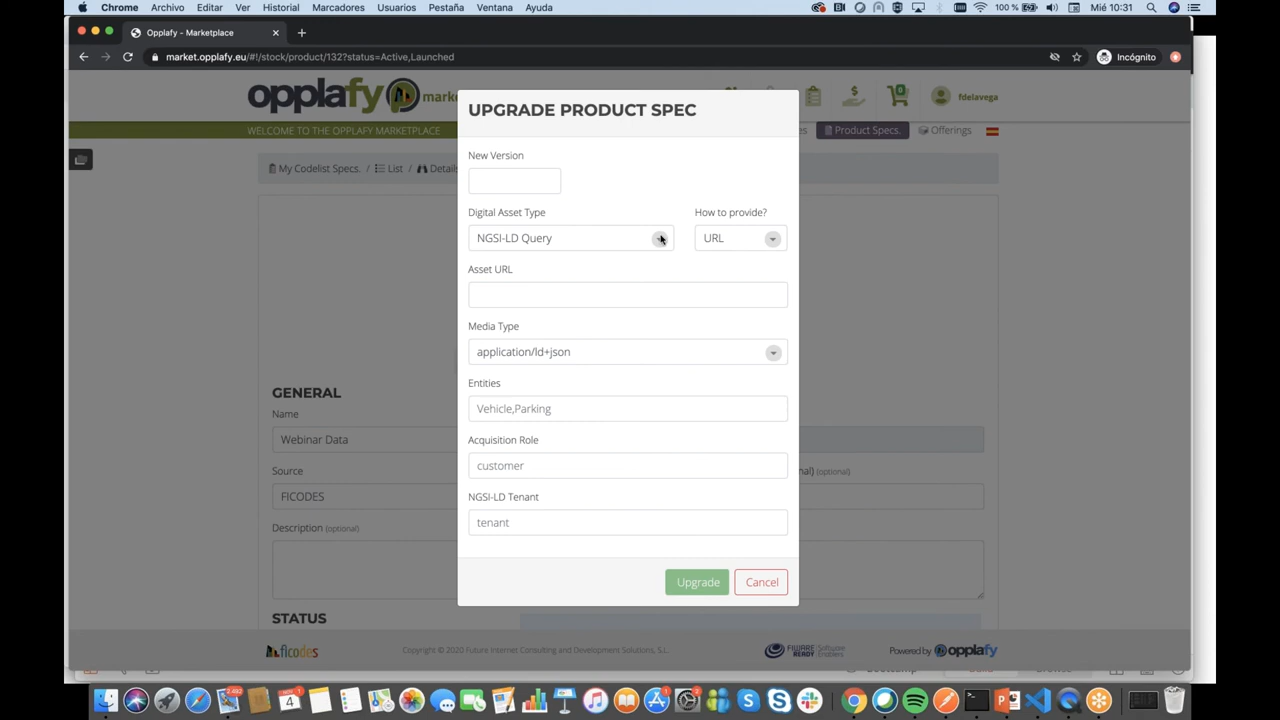 Chrome Archivo Editar Ver Historial Marcadores Personas Pestaña Ventana Ayuda
100 % Mié 10:31
Opplafy - Marketplace
market.opplafy.eu/#!/stock/product/132?status=Active,Launched
Incógnito
opplafy
0
fdelavega
WELCOME TO THE OPPLAFY MARKETPLACE
Product Specs.
Offerings
My Codelist Specs. / List /
UPGRADE PRODUCT SPEC
New Version
Digital Asset Type
How to provide?
NGSI-LD Query
URL
Asset URL
Media Type
application/ld+json
Entities
Vehicle,Parking
Acquisition Role
customer
NGSI-LD Tenant
tenant
Upgrade
Cancel
GENERAL
Name
Webinar Data
Source
(optional)
FICODES
Description (optional)
STATUS
ficodes
Copyright © 2020 Future Internet Consulting and Development Solutions, S.L.
FIWARE Software
READY Enablers
Powered by opplafy